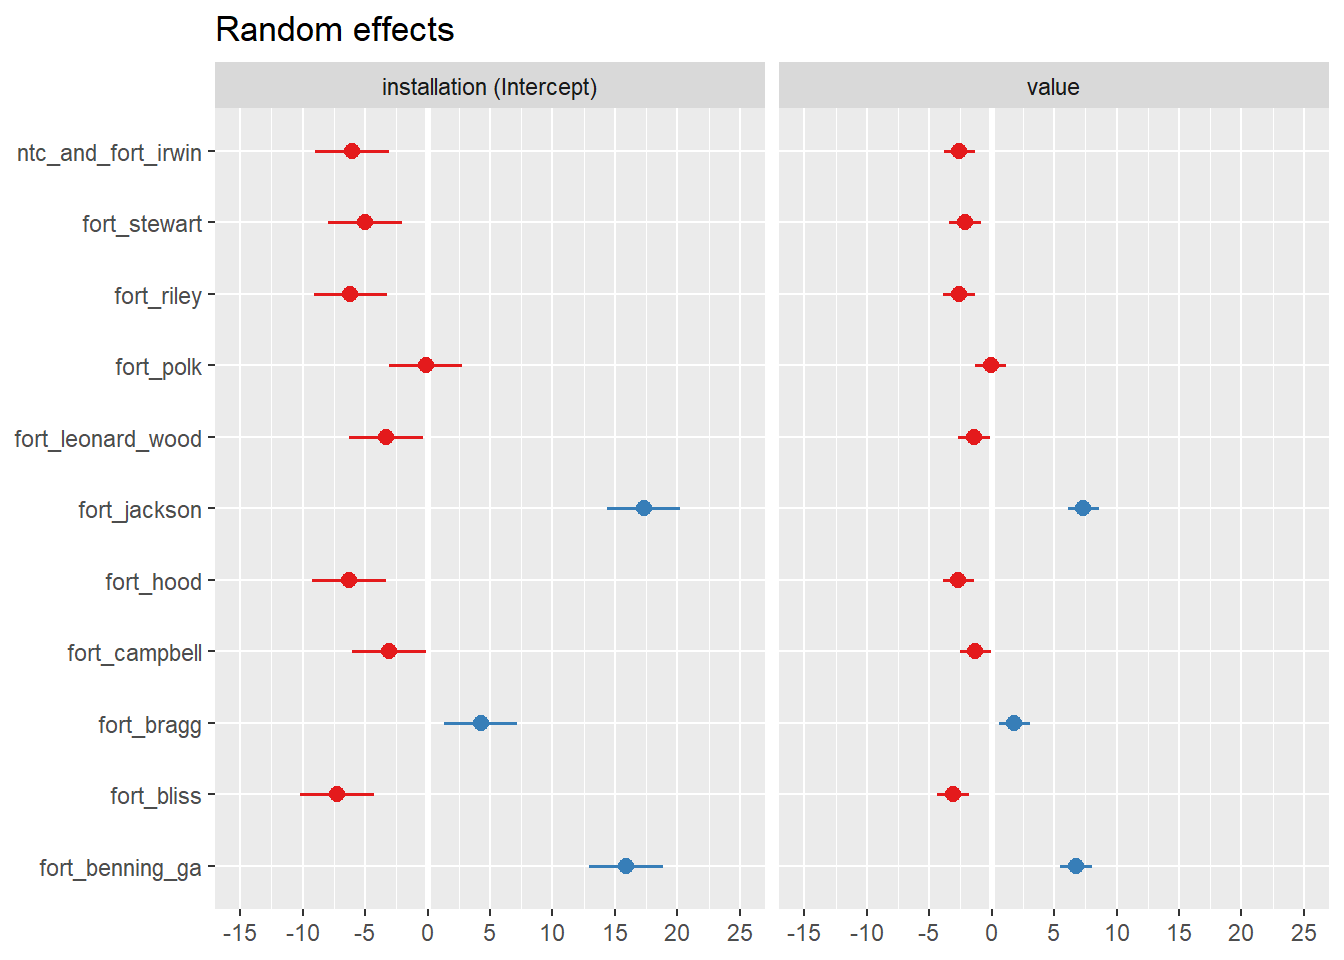 Random effects
installation (Intercept)
value
ntc_and_fort_irwin
fort_stewart
fort_riley
fort_polk
fort_leonard_wood
fort_jackson
fort_hood
fort_campbell
fort_bragg
fort_bliss
fort_benning_ga
-15 -10 -5 0 5 10 15 20 25
-15 -10 -5 0 5 10 15 20 25